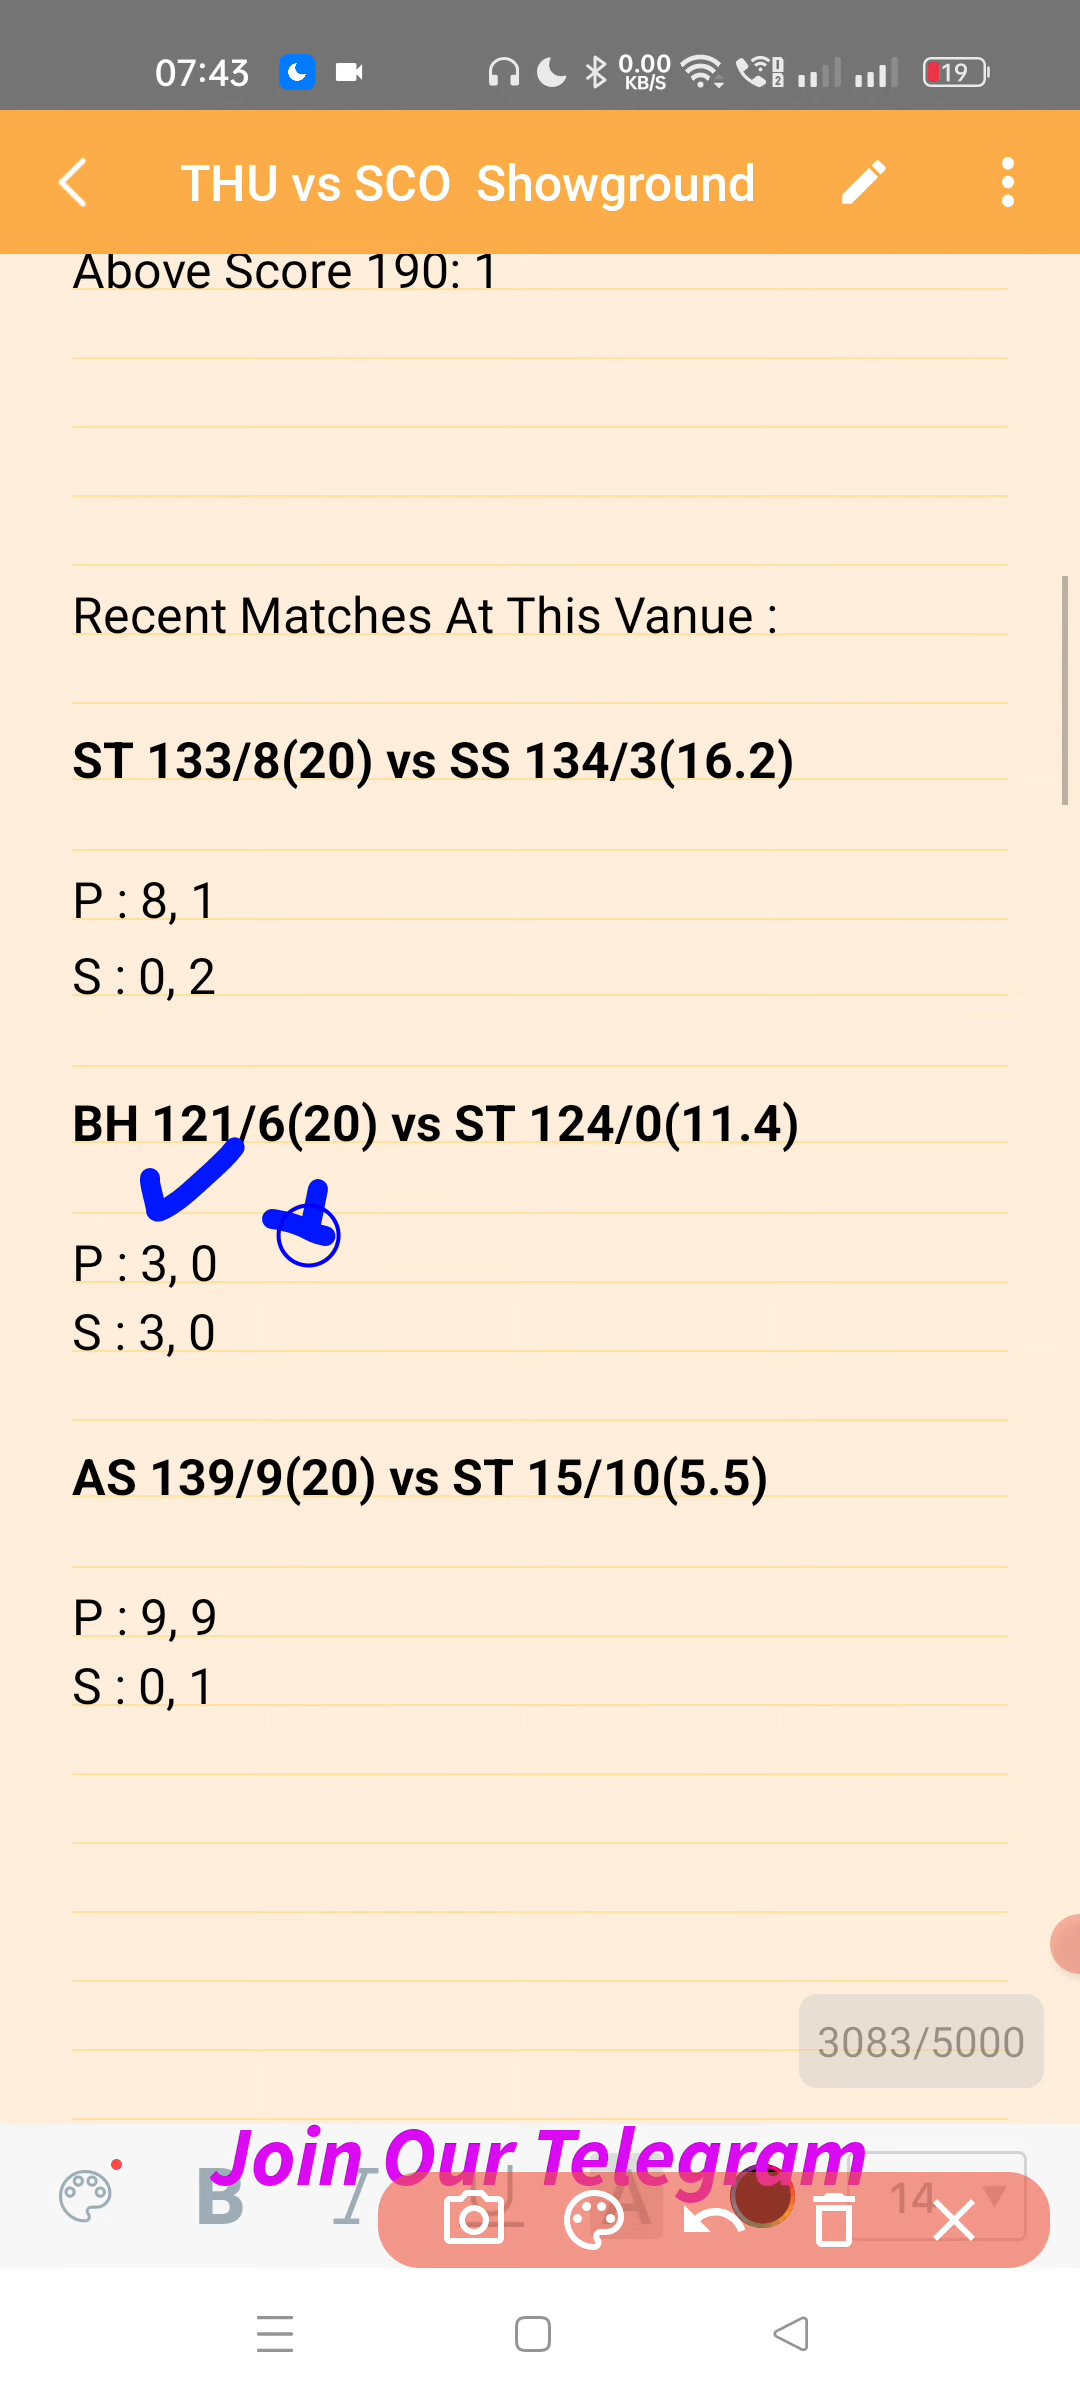 07:43 0.00 KB/S 19
THU vs SCO Showground
Above Score 190: 1
Recent Matches At This Vanue :
ST 133/8(20) vs SS 134/3(16.2)
P : 8, 1
S : 0, 2
BH 121/6(20) vs ST 124/0(11.4)
P : 3, 0
S : 3, 0
AS 139/9(20) vs ST 15/10(5.5)
P : 9, 9
S : 0, 1
3083/5000
Join Our Telegram
B I U A 14